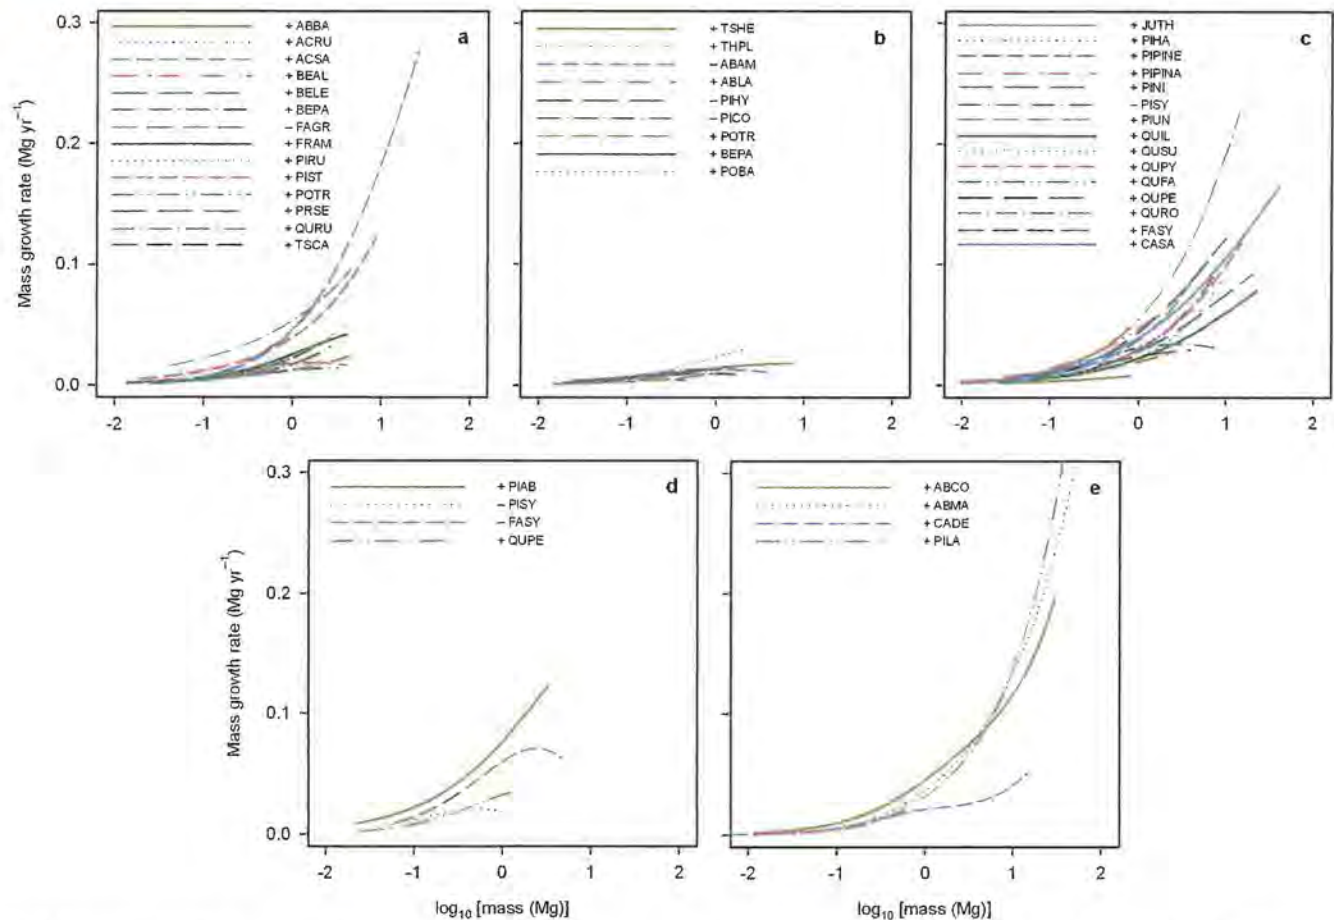 Mass growth rate (Mg yr⁻¹)
0.3
0.2
0.1
0.0
a
+ ABBA
+ ACRU
+ ACSA
+ BEAL
+ BELE
+ BEPA
– FAGR
+ FRAM
+ PIRU
+ PIST
+ POTR
+ PRSE
+ QURU
+ TSCA
-2 -1 0 1 2
b
+ TSHE
+ THPL
– ABAM
+ ABLA
– PIHY
– PICO
+ POTR
+ BEPA
+ POBA
-2 -1 0 1 2
c
+ JUTH
+ PIHA
+ PIPINE
+ PIPINA
+ PINI
– PISY
+ PIUN
+ QUIL
+ QUSU
+ QUPY
+ QUFA
+ QUPE
+ QURO
+ FASY
+ CASA
-2 -1 0 1 2
Mass growth rate (Mg yr⁻¹)
0.3
0.2
0.1
0.0
d
+ PIAB
– PISY
– FASY
+ QUPE
-2 -1 0 1 2
log₁₀ [mass (Mg)]
e
+ ABCO
+ ABMA
+ CADE
+ PILA
-2 -1 0 1 2
log₁₀ [mass (Mg)]